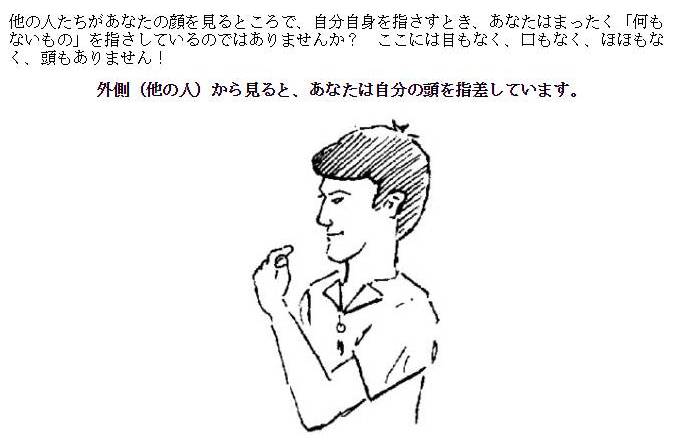 他の人たちがあなたの顔を見るところで、自分自身を指さすとき、あなたはまったく「何も
ないもの」を指さしているのではありませんか？　ここには目もなく、口もなく、ほほもな
く、頭もありません！
外側（他の人）から見ると、あなたは自分の頭を指差しています。